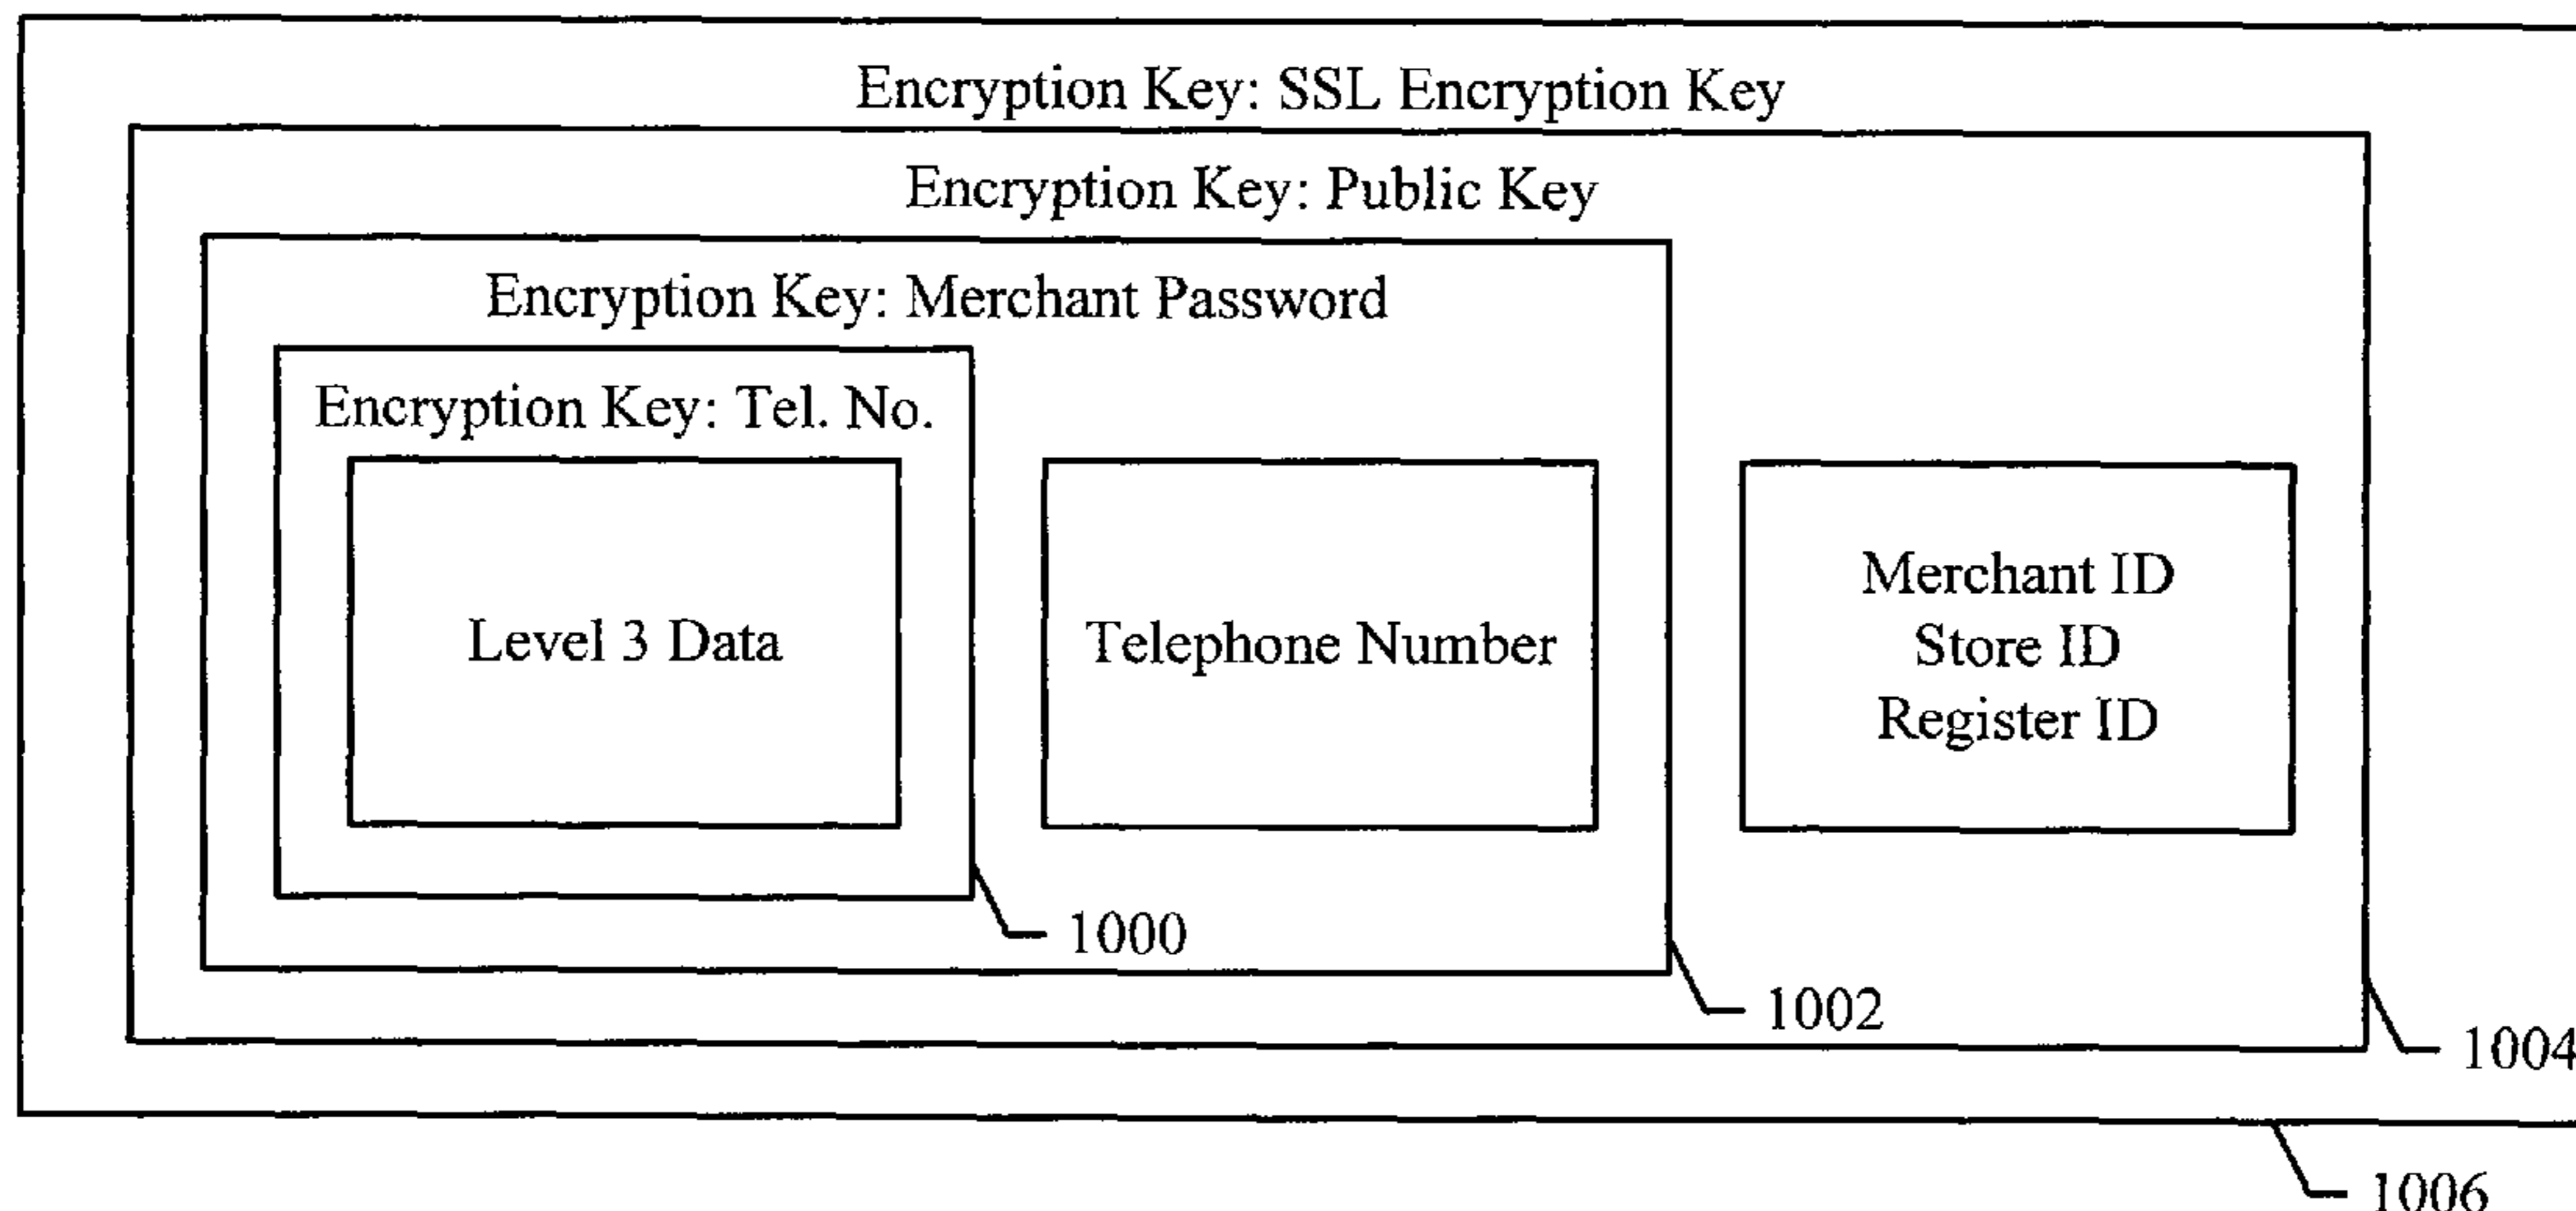 Encryption Key: SSL Encryption Key
Encryption Key: Public Key
Encryption Key: Merchant Password
Encryption Key: Tel. No.
Level 3 Data
Telephone Number
Merchant ID
Store ID
Register ID
1000
1002
1004
1006